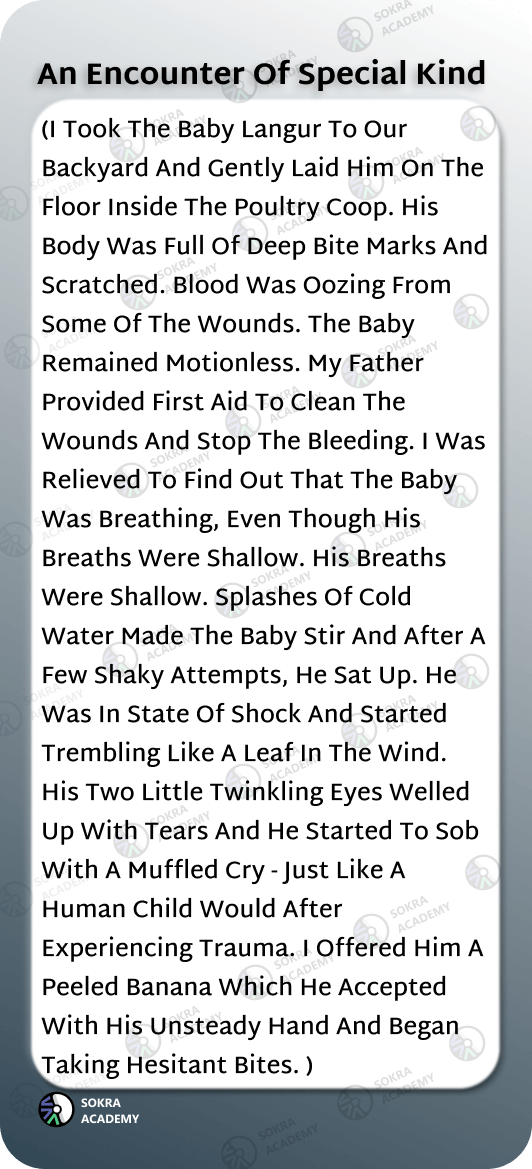 An Encounter Of Special Kind
(I Took The Baby Langur To Our
Backyard And Gently Laid Him On The
Floor Inside The Poultry Coop. His
Body Was Full Of Deep Bite Marks And
Scratched. Blood Was Oozing From
Some Of The Wounds. The Baby
Remained Motionless. My Father
Provided First Aid To Clean The
Wounds And Stop The Bleeding. I Was
Relieved To Find Out That The Baby
Was Breathing, Even Though His
Breaths Were Shallow. His Breaths
Were Shallow. Splashes Of Cold
Water Made The Baby Stir And After A
Few Shaky Attempts, He Sat Up. He
Was In State Of Shock And Started
Trembling Like A Leaf In The Wind.
His Two Little Twinkling Eyes Welled
Up With Tears And He Started To Sob
With A Muffled Cry - Just Like A
Human Child Would After
Experiencing Trauma. I Offered Him A
Peeled Banana Which He Accepted
With His Unsteady Hand And Began
Taking Hesitant Bites. )
SOKRA
ACADEMY